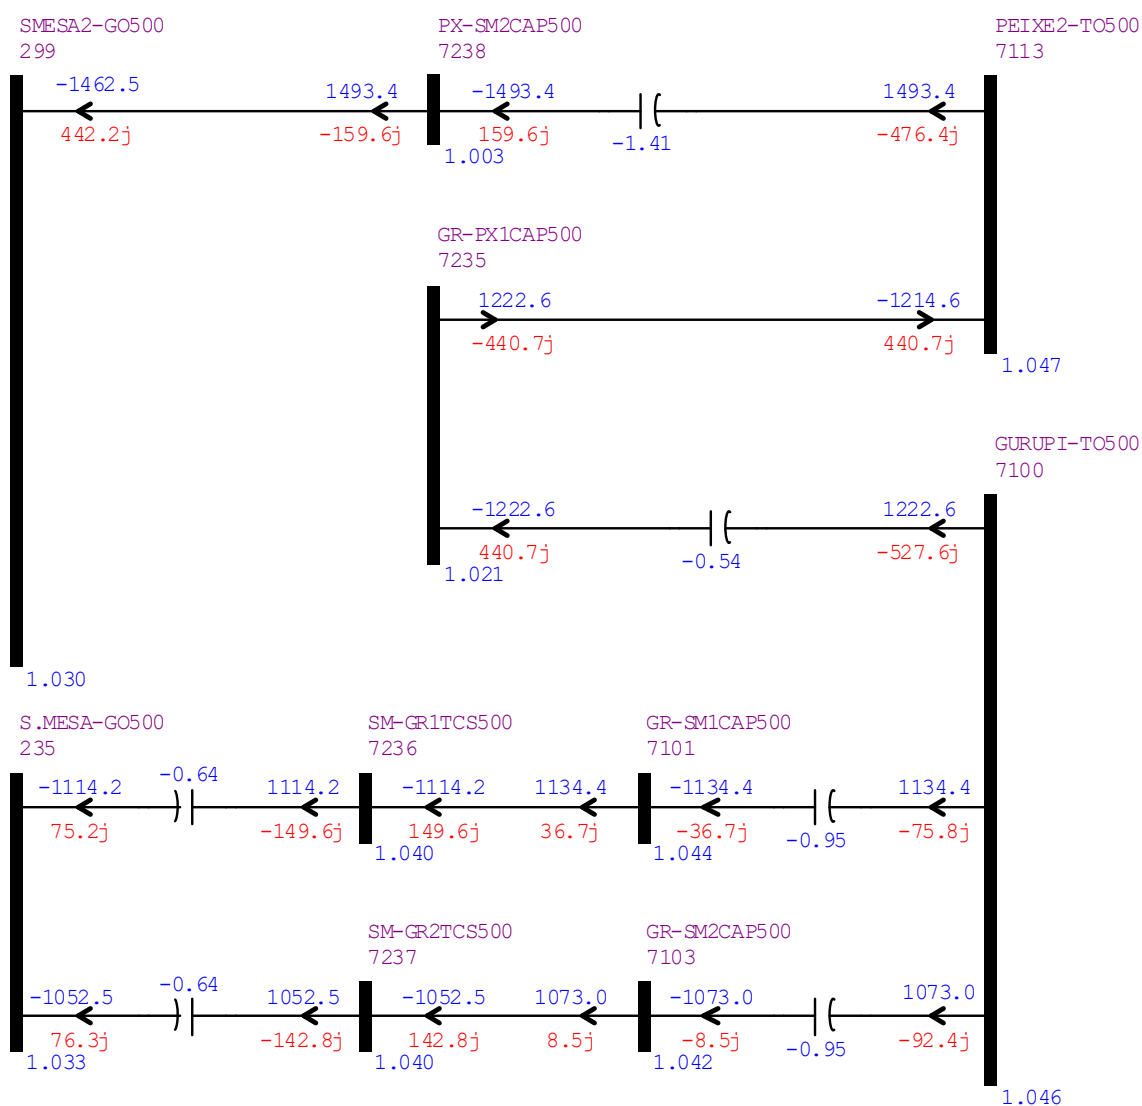 SMESA2-GO500
299
PX-SM2CAP500
7238
PEIXE2-TO500
7113
-1462.5
1493.4
-1493.4
1493.4
442.2j
-159.6j
159.6j
-1.41
-476.4j
1.003
GR-PX1CAP500
7235
1222.6
-1214.6
-440.7j
440.7j
1.047
GURUPI-TO500
7100
-1222.6
1222.6
440.7j
-0.54
-527.6j
1.021
1.030
S.MESA-GO500
235
SM-GR1TCS500
7236
GR-SM1CAP500
7101
-1114.2
-0.64
1114.2
-1114.2
1134.4
-1134.4
1134.4
75.2j
-149.6j
149.6j
36.7j
-36.7j
-0.95
-75.8j
1.040
1.044
SM-GR2TCS500
7237
GR-SM2CAP500
7103
-1052.5
-0.64
1052.5
-1052.5
1073.0
-1073.0
1073.0
76.3j
-142.8j
142.8j
8.5j
-8.5j
-0.95
-92.4j
1.033
1.040
1.042
1.046